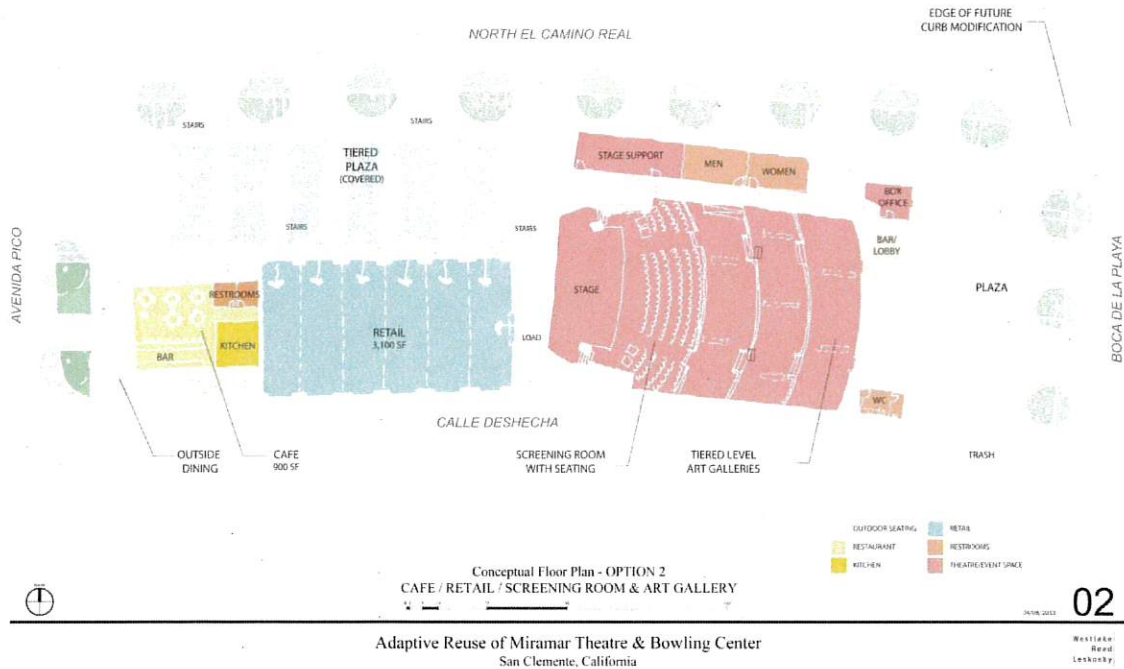 EDGE OF FUTURE
CURB MODIFICATION
NORTH EL CAMINO REAL
STAIRS
STAIRS
TIERED
PLAZA
(COVERED)
STAGE SUPPORT
MEN
WOMEN
BOX
OFFICE
STAIRS
STAIRS
BAR/
LOBBY
AVENIDA PICO
PLAZA
BOCA DE LA PLAYA
RESTROOMS
STAGE
RETAIL
3,100 SF
LOAD
KITCHEN
BAR
WC
CALLE DESHECHA
OUTSIDE
DINING
CAFE
900 SF
SCREENING ROOM
WITH SEATING
TIERED LEVEL
ART GALLERIES
TRASH
OUTDOOR SEATING
RETAIL
RESTAURANT
RESTROOMS
KITCHEN
THEATRE/EVENT SPACE
Conceptual Floor Plan - OPTION 2
CAFE / RETAIL / SCREENING ROOM & ART GALLERY
02
Adaptive Reuse of Miramar Theatre & Bowling Center
San Clemente, California
Westlake
Reed
Leskosky